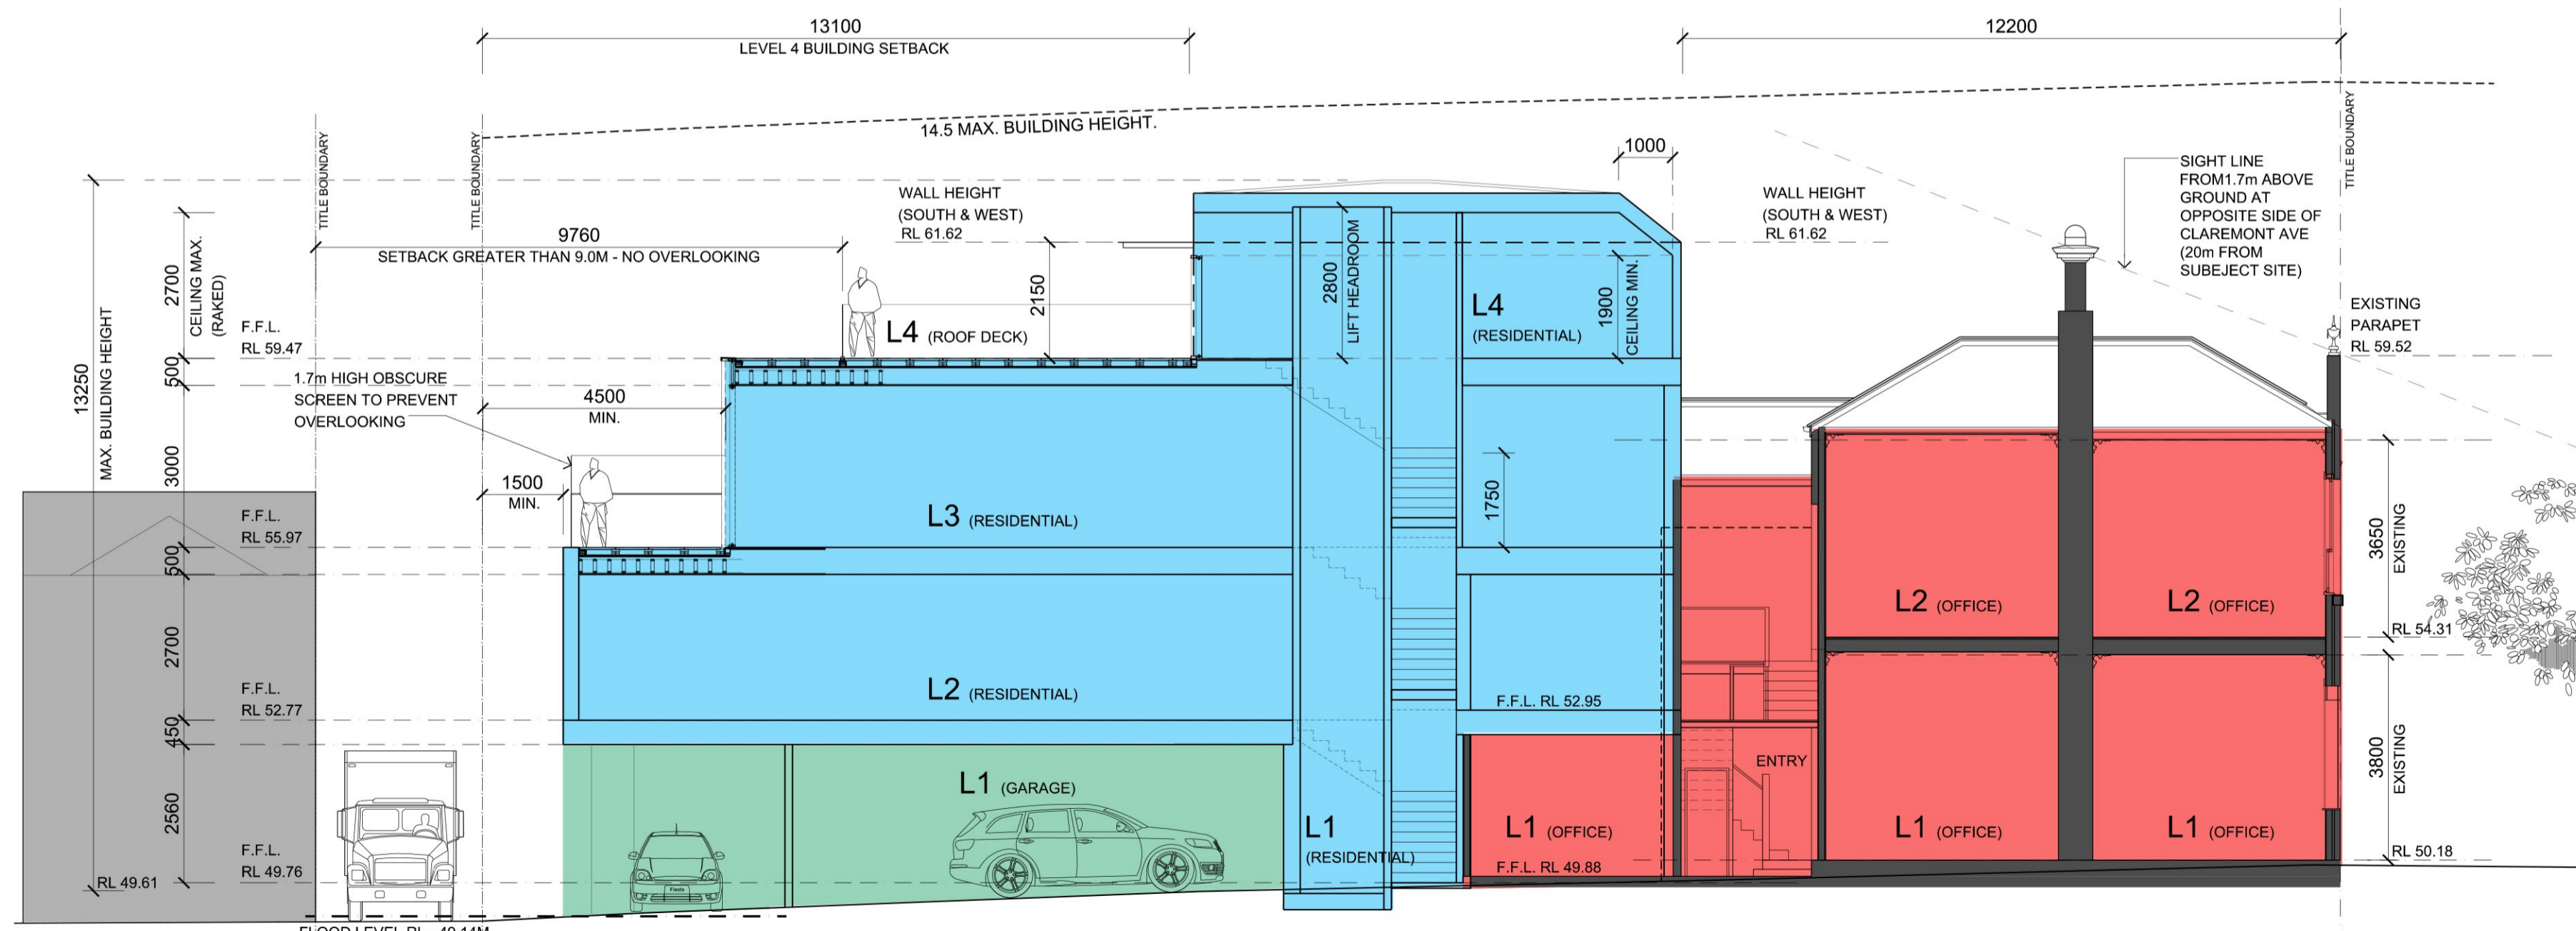 13100
LEVEL 4 BUILDING SETBACK
12200
14.5 MAX. BUILDING HEIGHT.
TITLE BOUNDARY
TITLE BOUNDARY
TITLE BOUNDARY
1000
SIGHT LINE
FROM1.7m ABOVE
GROUND AT
OPPOSITE SIDE OF
CLAREMONT AVE
(20m FROM
SUBEJECT SITE)
WALL HEIGHT
(SOUTH & WEST)
RL 61.62
WALL HEIGHT
(SOUTH & WEST)
RL 61.62
9760
SETBACK GREATER THAN 9.0M - NO OVERLOOKING
13250
MAX. BUILDING HEIGHT
2700
CEILING MAX.
(RAKED)
500
3000
500
2700
450
2560
2150
2800
LIFT HEADROOM
1900
CEILING MIN.
L4 (RESIDENTIAL)
L4 (ROOF DECK)
EXISTING
PARAPET
RL 59.52
F.F.L.
RL 59.47
1.7m HIGH OBSCURE
SCREEN TO PREVENT
OVERLOOKING
4500
MIN.
1500
MIN.
1750
L3 (RESIDENTIAL)
F.F.L.
RL 55.97
3650
EXISTING
L2 (OFFICE)
L2 (OFFICE)
RL 54.31
L2 (RESIDENTIAL)
F.F.L.
RL 52.77
F.F.L. RL 52.95
ENTRY
3800
EXISTING
L1 (GARAGE)
L1
(RESIDENTIAL)
L1 (OFFICE)
L1 (OFFICE)
L1 (OFFICE)
F.F.L.
RL 49.76
F.F.L. RL 49.88
RL 50.18
RL 49.61
Fiesta
FLOOD LEVEL RL 49.14M